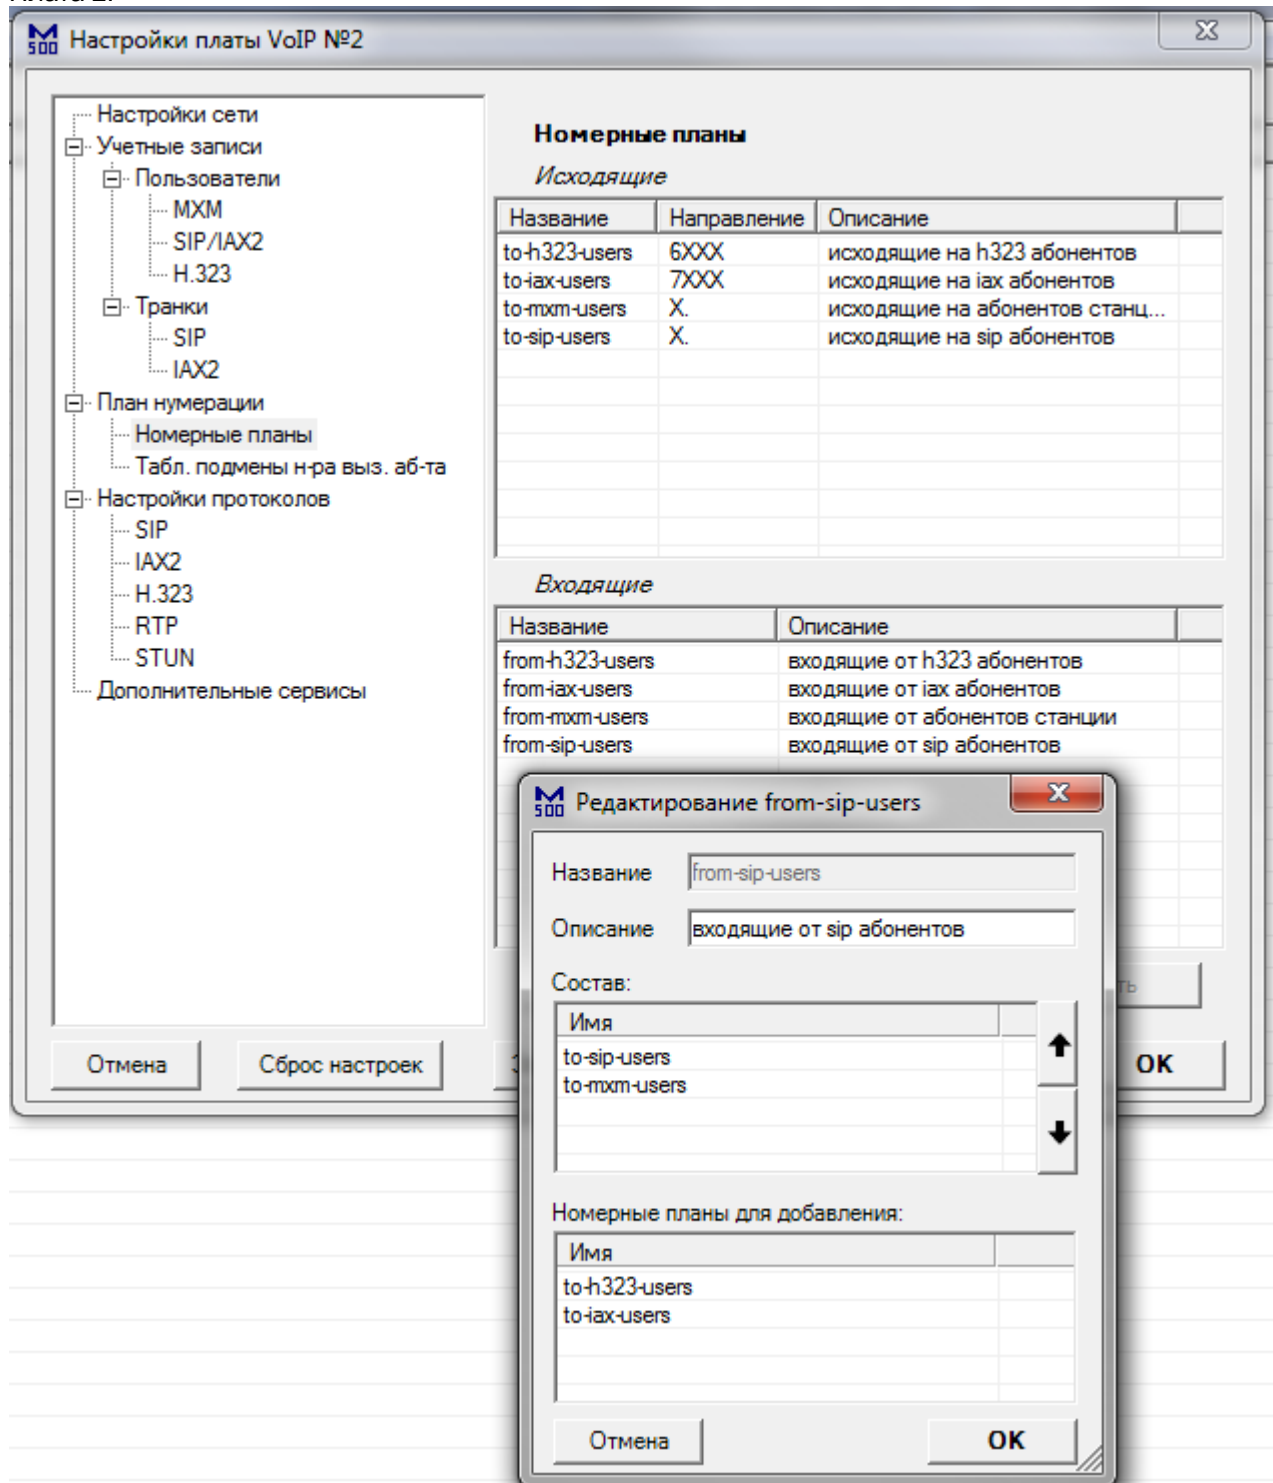 Настройки платы VoIP №2
Настройки сети
Учетные записи
Пользователи
MXM
SIP/IAX2
H.323
Транки
SIP
IAX2
План нумерации
Номерные планы
Табл. подмены н-ра выз. аб-та
Настройки протоколов
SIP
IAX2
H.323
RTP
STUN
Дополнительные сервисы
Номерные планы
Исходящие
Название Направление Описание
to-h323-users 6XXX исходящие на h323 абонентов
to-iax-users 7XXX исходящие на iax абонентов
to-mxm-users X. исходящие на абонентов станц...
to-sip-users X. исходящие на sip абонентов
Входящие
Название Описание
from-h323-users входящие от h323 абонентов
from-iax-users входящие от iax абонентов
from-mxm-users входящие от абонентов станции
from-sip-users входящие от sip абонентов
Отмена Сброс настроек OK
Редактирование from-sip-users
Название from-sip-users
Описание входящие от sip абонентов
Состав:
Имя
to-sip-users
to-mxm-users
Номерные планы для добавления:
Имя
to-h323-users
to-iax-users
Отмена OK